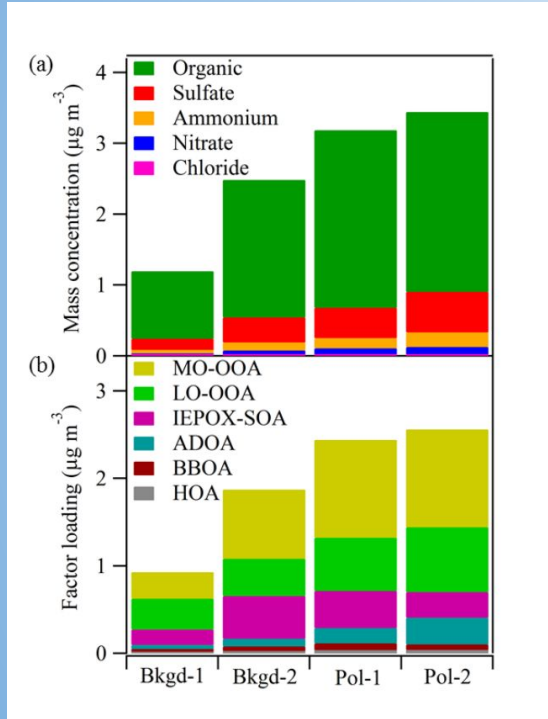 (a)
Mass concentration (µg m⁻³)
4
3
2
1
0
Organic
Sulfate
Ammonium
Nitrate
Chloride
(b)
Factor loading (µg m⁻³)
3
2
1
0
MO-OOA
LO-OOA
IEPOX-SOA
ADOA
BBOA
HOA
Bkgd-1 Bkgd-2 Pol-1 Pol-2